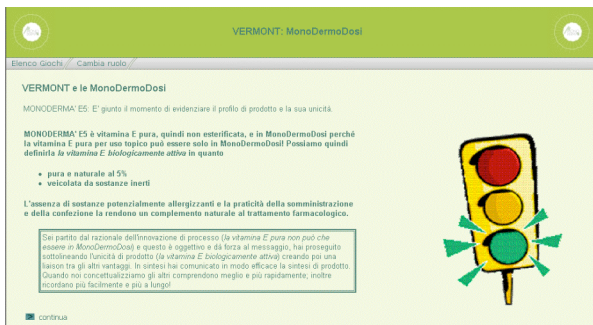 VERMONT: MonoDermoDosi
Elenco Giochi / Cambia ruolo /
VERMONT e le MonoDermoDosi
MONODERMA' E5: E' giunto il momento di evidenziare il profilo di prodotto e la sua unicità.
MONODERMA' E5 è vitamina E pura, quindi non esterificata, e in MonoDermoDosi perché
la vitamina E pura per uso topico può essere solo in MonoDermoDosi! Possiamo quindi
definirla la vitamina E biologicamente attiva in quanto
• pura e naturale al 5%
• veicolata da sostanze inerti
L'assenza di sostanze potenzialmente allergizzanti e la praticità della somministrazione
e della confezione la rendono un complemento naturale al trattamento farmacologico.
Sei partito dal razionale dell'innovazione di processo (la vitamina E pura non può che
essere in MonoDermoDosi) e questo è oggettivo e dà forza al messaggio, hai proseguito
sottolineando l'unicità di prodotto (la vitamina E biologicamente attiva) creando poi una
liaison tra gli altri vantaggi. In sintesi hai comunicato in modo efficace la sintesi di prodotto.
Quando noi concettualizziamo gli altri comprendono meglio e più rapidamente; inoltre
ricordano più facilmente e più a lungo!
continua